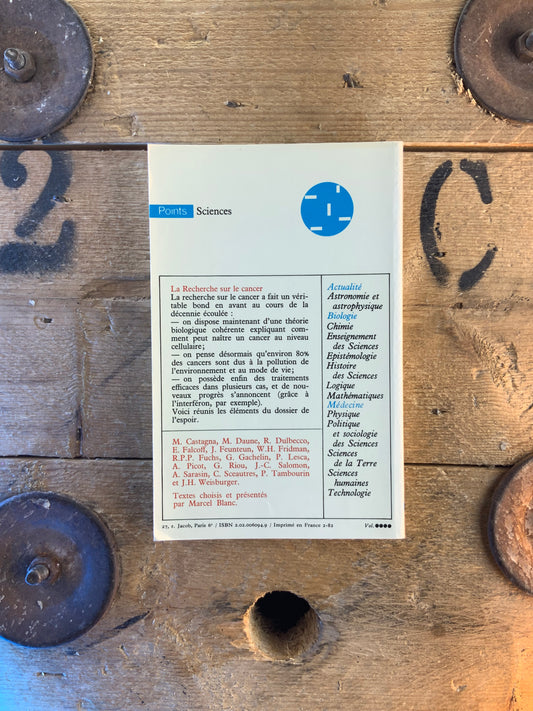 2
C
Points Sciences
La Recherche sur le cancer
La recherche sur le cancer a fait un véri-
table bond en avant au cours de la
décennie écoulée :
— on dispose maintenant d'une théorie
biologique cohérente expliquant com-
ment peut naître un cancer au niveau
cellulaire;
— on pense désormais qu'environ 80%
des cancers sont dus à la pollution de
l'environnement et au mode de vie;
— on possède enfin des traitements
efficaces dans plusieurs cas, et de nou-
veaux progrès s'annoncent (grâce à
l'interféron, par exemple).
Voici réunis les éléments du dossier de
l'espoir.
M. Castagna, M. Daune, R. Dulbecco,
E. Falcoff, J. Feunteun, W.H. Fridman,
R.P.P. Fuchs, G. Gachelin, P. Lesca,
A. Picot, G. Riou, J.-C. Salomon,
A. Sarasin, C. Sceautres, P. Tambourin
et J.H. Weisburger.
Textes choisis et présentés
par Marcel Blanc.
Actualité
Astronomie et
astrophysique
Biologie
Chimie
Enseignement
des Sciences
Epistémologie
Histoire
des Sciences
Logique
Mathématiques
Médecine
Physique
Politique
et sociologie
des Sciences
Sciences
de la Terre
Sciences
humaines
Technologie
27, r. Jacob, Paris 6e / ISBN 2.02.006094.9 / Imprimé en France 2-82
Vol.